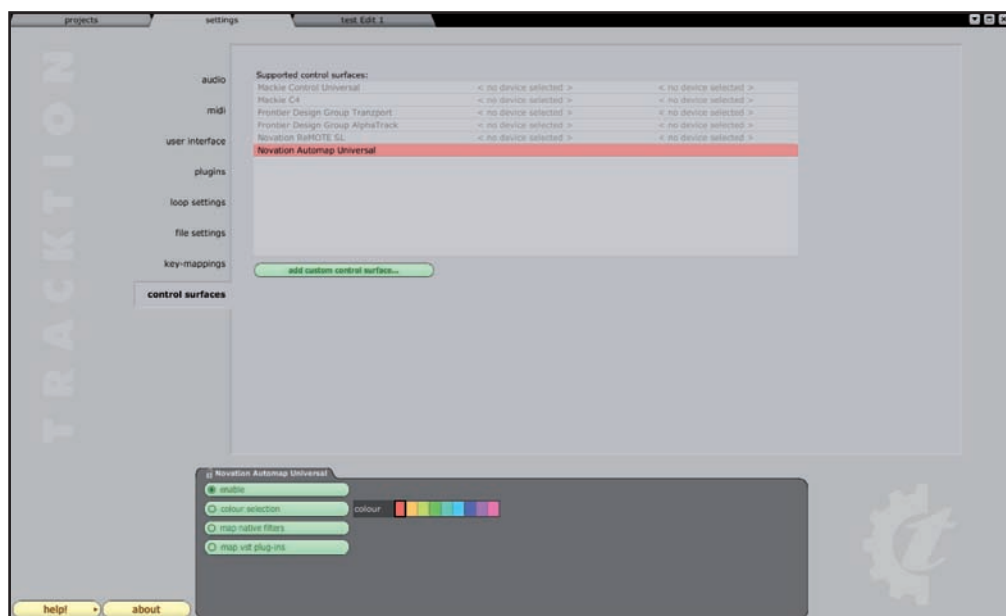 projects settings test Edit 1
TRACKTION
audio
midi
user interface
plugins
loop settings
file settings
key-mappings
control surfaces
Supported control surfaces:
Mackie Control Universal < no device selected > < no device selected >
Mackie C4 < no device selected > < no device selected >
Frontier Design Group Tranzport < no device selected > < no device selected >
Frontier Design Group AlphaTrack < no device selected > < no device selected >
Novation ReMOTE SL < no device selected > < no device selected >
Novation Automap Universal
add custom control surface...
Novation Automap Universal
enable
colour selection colour
map native filters
map vst plug-ins
t
help! about